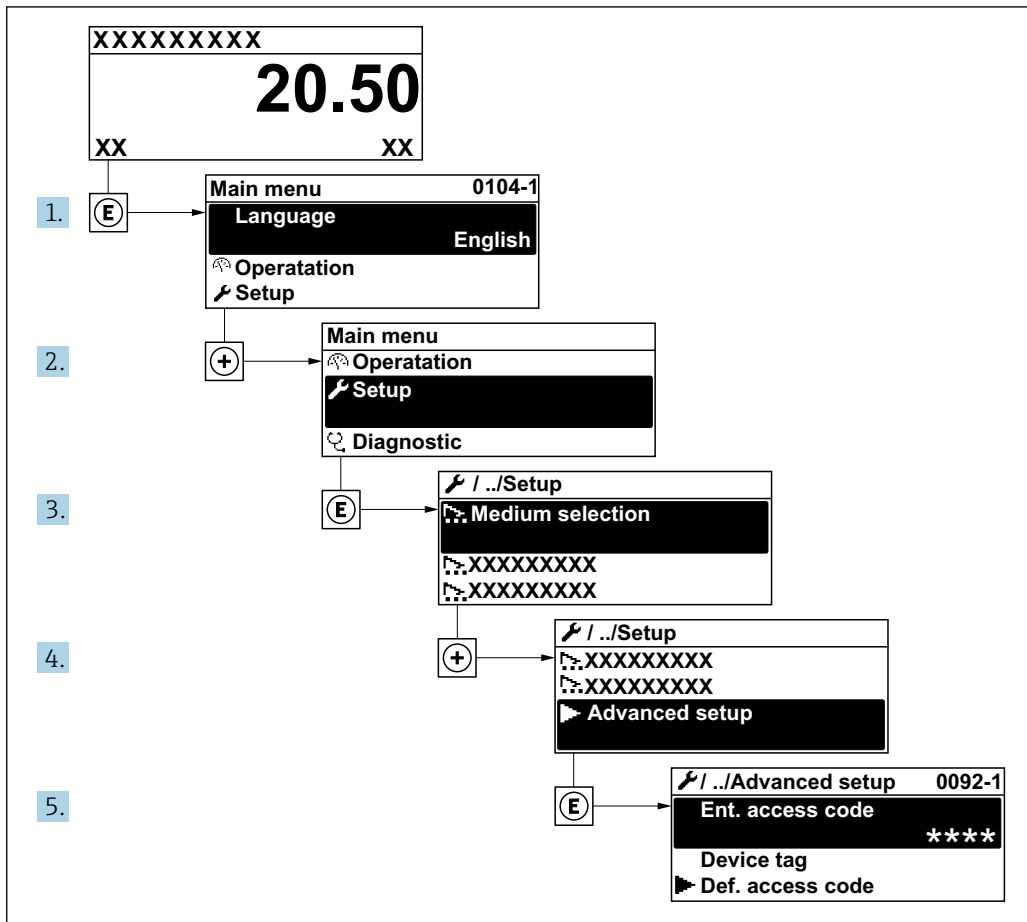 XXXXXXXXX
20.50
XX XX
1. E
Main menu 0104-1
Language
English
Operatation
Setup
2. +
Main menu
Operatation
Setup
Diagnostic
3. E
/ ../Setup
Medium selection
XXXXXXXXX
XXXXXXXXX
4. +
/ ../Setup
XXXXXXXXX
XXXXXXXXX
Advanced setup
5. E
/ ../Advanced setup 0092-1
Ent. access code
****
Device tag
Def. access code